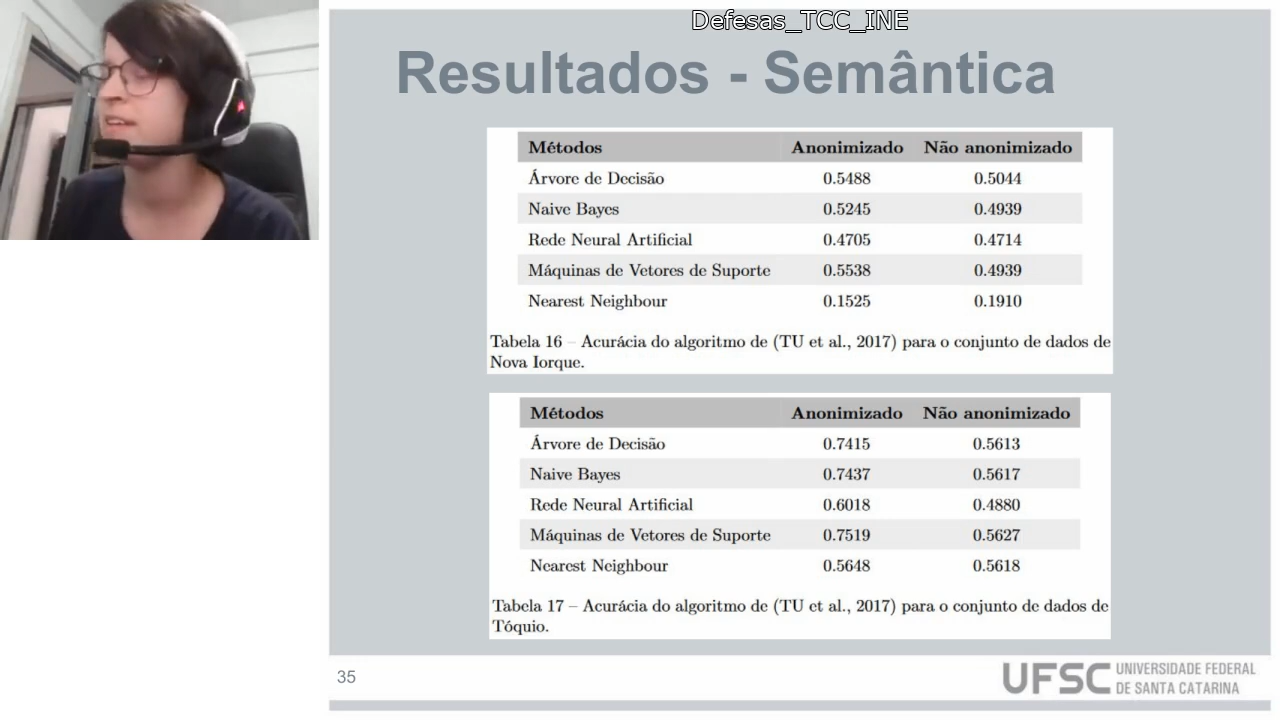 Defesas_TCC_INE
Resultados - Semântica
Métodos Anonimizado Não anonimizado
Árvore de Decisão 0.5488 0.5044
Naive Bayes 0.5245 0.4939
Rede Neural Artificial 0.4705 0.4714
Máquinas de Vetores de Suporte 0.5538 0.4939
Nearest Neighbour 0.1525 0.1910
Tabela 16 – Acurácia do algoritmo de (TU et al., 2017) para o conjunto de dados de
Nova Iorque.
Métodos Anonimizado Não anonimizado
Árvore de Decisão 0.7415 0.5613
Naive Bayes 0.7437 0.5617
Rede Neural Artificial 0.6018 0.4880
Máquinas de Vetores de Suporte 0.7519 0.5627
Nearest Neighbour 0.5648 0.5618
Tabela 17 – Acurácia do algoritmo de (TU et al., 2017) para o conjunto de dados de
Tóquio.
35
UFSC UNIVERSIDADE FEDERAL
DE SANTA CATARINA